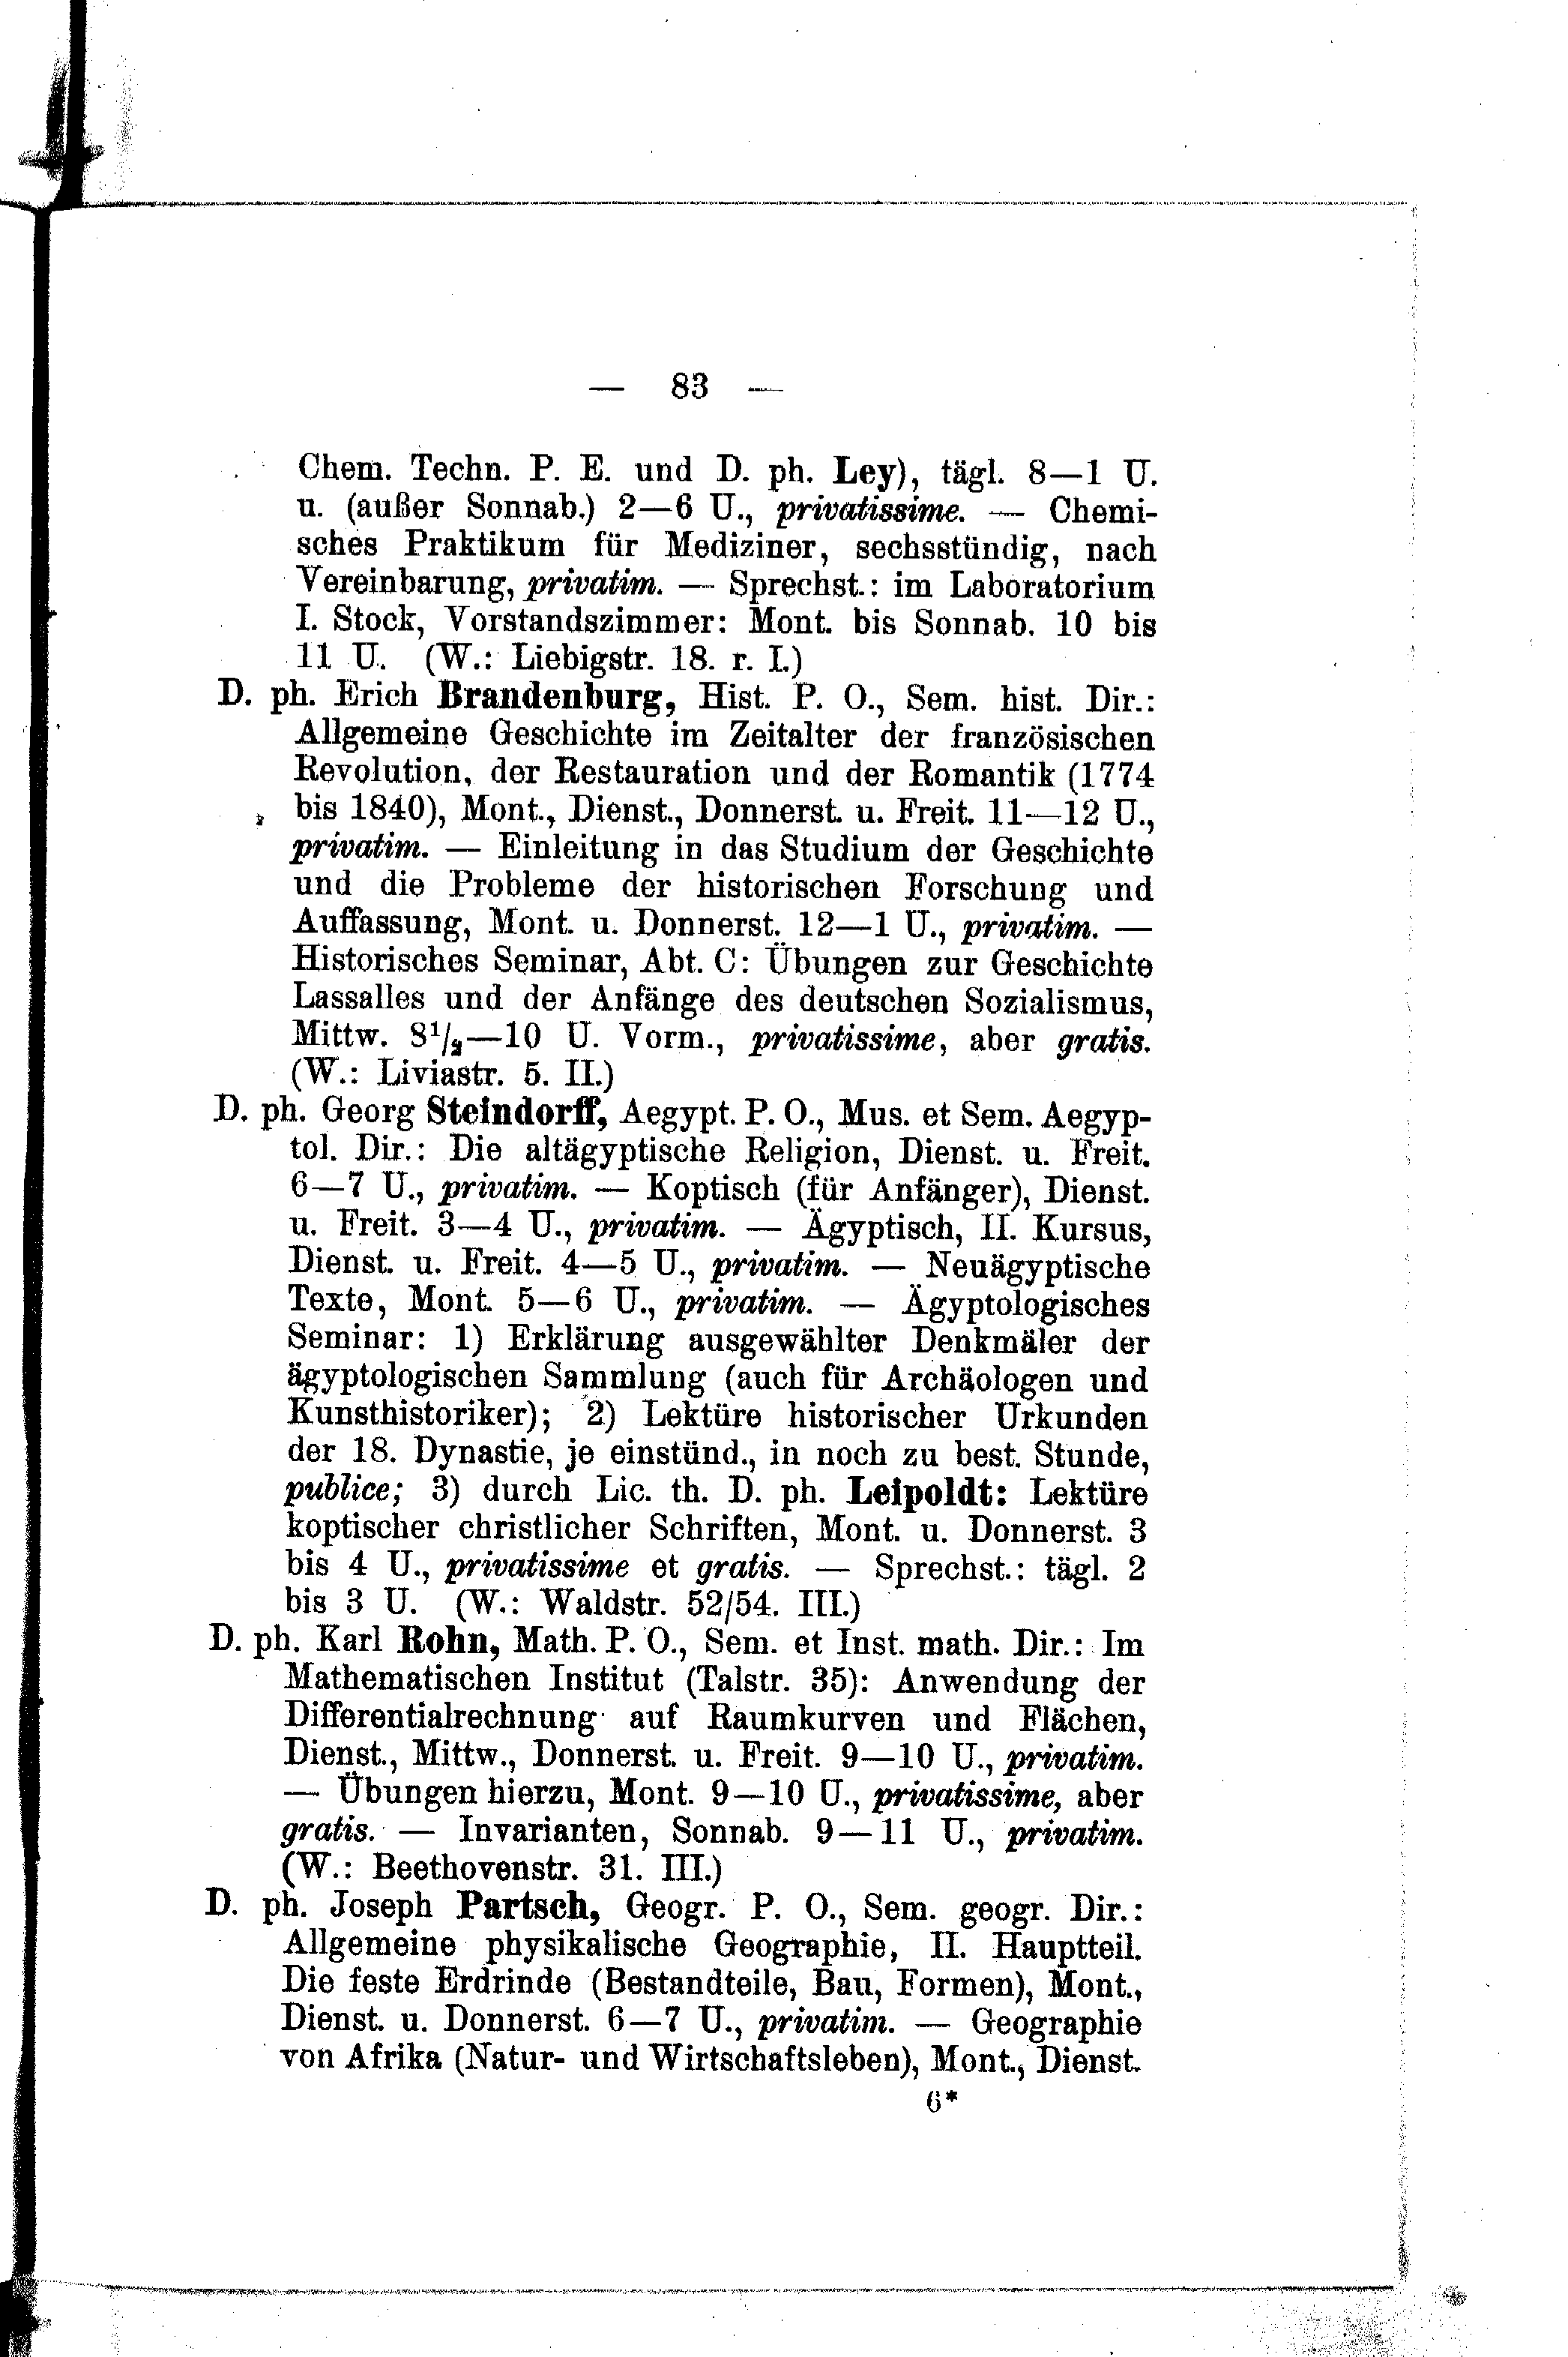 — 83 —
Chem. Techn. P. E. und D. ph. Ley), tägl. 8—1 U.
u. (außer Sonnab.) 2—6 U., privatissime. — Chemi-
sches Praktikum für Mediziner, sechsstündig, nach
Vereinbarung, privatim. — Sprechst.: im Laboratorium
I. Stock, Vorstandszimmer: Mont. bis Sonnab. 10 bis
11 U. (W.: Liebigstr. 18. r. I.)
D. ph. Erich Brandenburg, Hist. P. O., Sem. hist. Dir.:
Allgemeine Geschichte im Zeitalter der französischen
Revolution, der Restauration und der Romantik (1774
bis 1840), Mont., Dienst., Donnerst. u. Freit. 11—12 U.,
privatim. — Einleitung in das Studium der Geschichte
und die Probleme der historischen Forschung und
Auffassung, Mont. u. Donnerst. 12—1 U., privatim. —
Historisches Seminar, Abt. C: Übungen zur Geschichte
Lassalles und der Anfänge des deutschen Sozialismus,
Mittw. 8¹/₂—10 U. Vorm., privatissime, aber gratis.
(W.: Liviastr. 5. II.)
D. ph. Georg Steindorff, Aegypt. P. O., Mus. et Sem. Aegyp-
tol. Dir.: Die altägyptische Religion, Dienst. u. Freit.
6—7 U., privatim. — Koptisch (für Anfänger), Dienst.
u. Freit. 3—4 U., privatim. — Ägyptisch, II. Kursus,
Dienst. u. Freit. 4—5 U., privatim. — Neuägyptische
Texte, Mont. 5—6 U., privatim. — Ägyptologisches
Seminar: 1) Erklärung ausgewählter Denkmäler der
ägyptologischen Sammlung (auch für Archäologen und
Kunsthistoriker); 2) Lektüre historischer Urkunden
der 18. Dynastie, je einstünd., in noch zu best. Stunde,
publice; 3) durch Lic. th. D. ph. Leipoldt: Lektüre
koptischer christlicher Schriften, Mont. u. Donnerst. 3
bis 4 U., privatissime et gratis. — Sprechst.: tägl. 2
bis 3 U. (W.: Waldstr. 52/54. III.)
D. ph. Karl Rohn, Math. P. O., Sem. et Inst. math. Dir.: Im
Mathematischen Institut (Talstr. 35): Anwendung der
Differentialrechnung auf Raumkurven und Flächen,
Dienst., Mittw., Donnerst. u. Freit. 9—10 U., privatim.
— Übungen hierzu, Mont. 9—10 U., privatissime, aber
gratis. — Invarianten, Sonnab. 9—11 U., privatim.
(W.: Beethovenstr. 31. III.)
D. ph. Joseph Partsch, Geogr. P. O., Sem. geogr. Dir.:
Allgemeine physikalische Geographie, II. Hauptteil.
Die feste Erdrinde (Bestandteile, Bau, Formen), Mont.,
Dienst. u. Donnerst. 6—7 U., privatim. — Geographie
von Afrika (Natur- und Wirtschaftsleben), Mont., Dienst.
6*